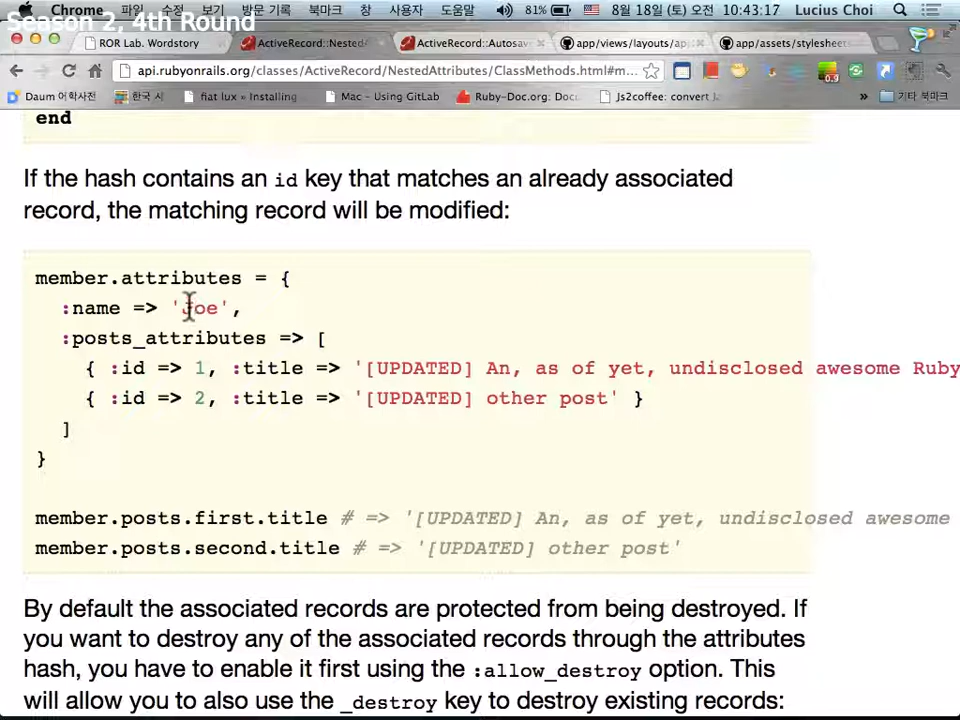 Season 2, 4th Round
Chrome 파일 수정 보기 방문 기록 북마크 창 사용자 도움말 81% 8월 18일 (토) 오전 10:43:17 Lucius Choi
ROR Lab. Wordstory ActiveRecord::Nested ActiveRecord::Autosav app/views/layouts/ap app/assets/stylesheet
api.rubyonrails.org/classes/ActiveRecord/NestedAttributes/ClassMethods.html#m...
Daum 어학사전 한국 시 fiat lux » Installing Mac – Using GitLab Ruby-Doc.org: Doc Js2coffee: convert Ja » 기타 북마크
end
If the hash contains an id key that matches an already associated
record, the matching record will be modified:
member.attributes = {
:name => 'Joe',
:posts_attributes => [
{ :id => 1, :title => '[UPDATED] An, as of yet, undisclosed awesome Ruby
{ :id => 2, :title => '[UPDATED] other post' }
]
}
member.posts.first.title # => '[UPDATED] An, as of yet, undisclosed awesome
member.posts.second.title # => '[UPDATED] other post'
By default the associated records are protected from being destroyed. If
you want to destroy any of the associated records through the attributes
hash, you have to enable it first using the :allow_destroy option. This
will allow you to also use the _destroy key to destroy existing records: